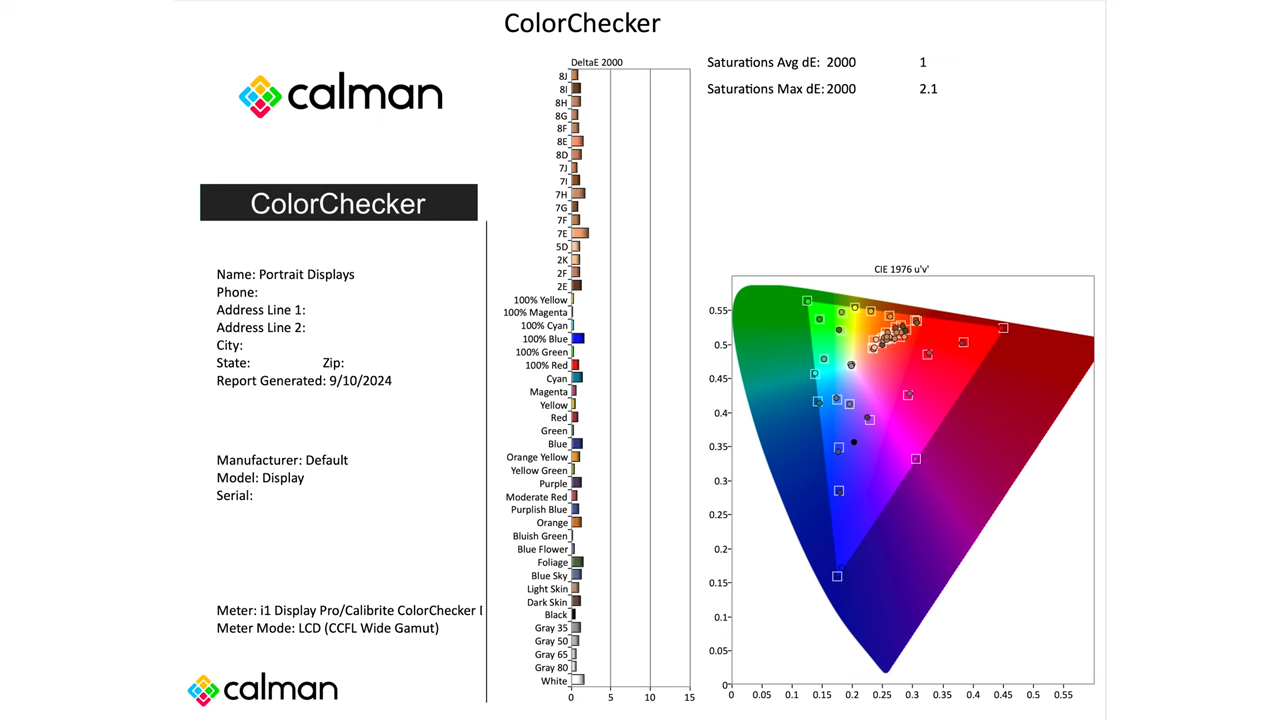 ColorChecker
calman
ColorChecker
Name: Portrait Displays
Phone:
Address Line 1:
Address Line 2:
City:
State: Zip:
Report Generated: 9/10/2024
Manufacturer: Default
Model: Display
Serial:
Meter: i1 Display Pro/Calibrite ColorChecker
Meter Mode: LCD (CCFL Wide Gamut)
calman
DeltaE 2000
8J
8I
8H
8G
8F
8E
8D
7J
7I
7H
7G
7F
7E
5D
2K
2F
2E
100% Yellow
100% Magenta
100% Cyan
100% Blue
100% Green
100% Red
Cyan
Magenta
Yellow
Red
Green
Blue
Orange Yellow
Yellow Green
Purple
Moderate Red
Purplish Blue
Orange
Bluish Green
Blue Flower
Foliage
Blue Sky
Light Skin
Dark Skin
Black
Gray 35
Gray 50
Gray 65
Gray 80
White
0 5 10 15
Saturations Avg dE: 2000 1
Saturations Max dE: 2000 2.1
CIE 1976 u'v'
0.55
0.5
0.45
0.4
0.35
0.3
0.25
0.2
0.15
0.1
0.05
0
0 0.05 0.1 0.15 0.2 0.25 0.3 0.35 0.4 0.45 0.5 0.55